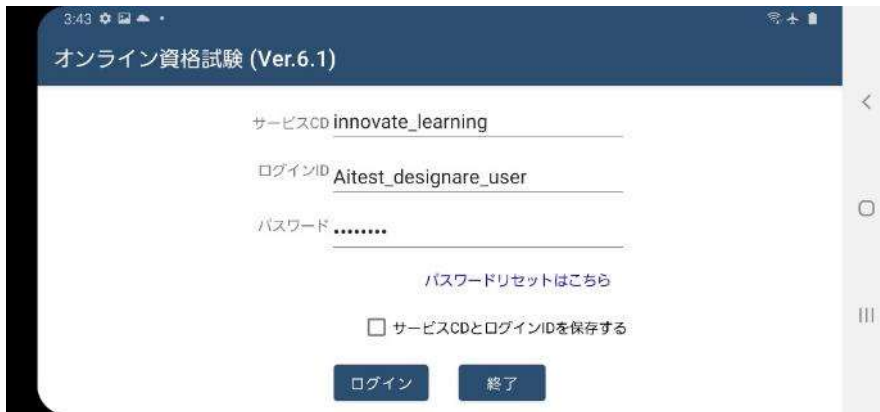 3:43
オンライン資格試験 (Ver.6.1)
サービスCD innovate_learning
ログインID Aitest_designare_user
パスワード ••••••••
パスワードリセットはこちら
サービスCDとログインIDを保存する
ログイン 終了